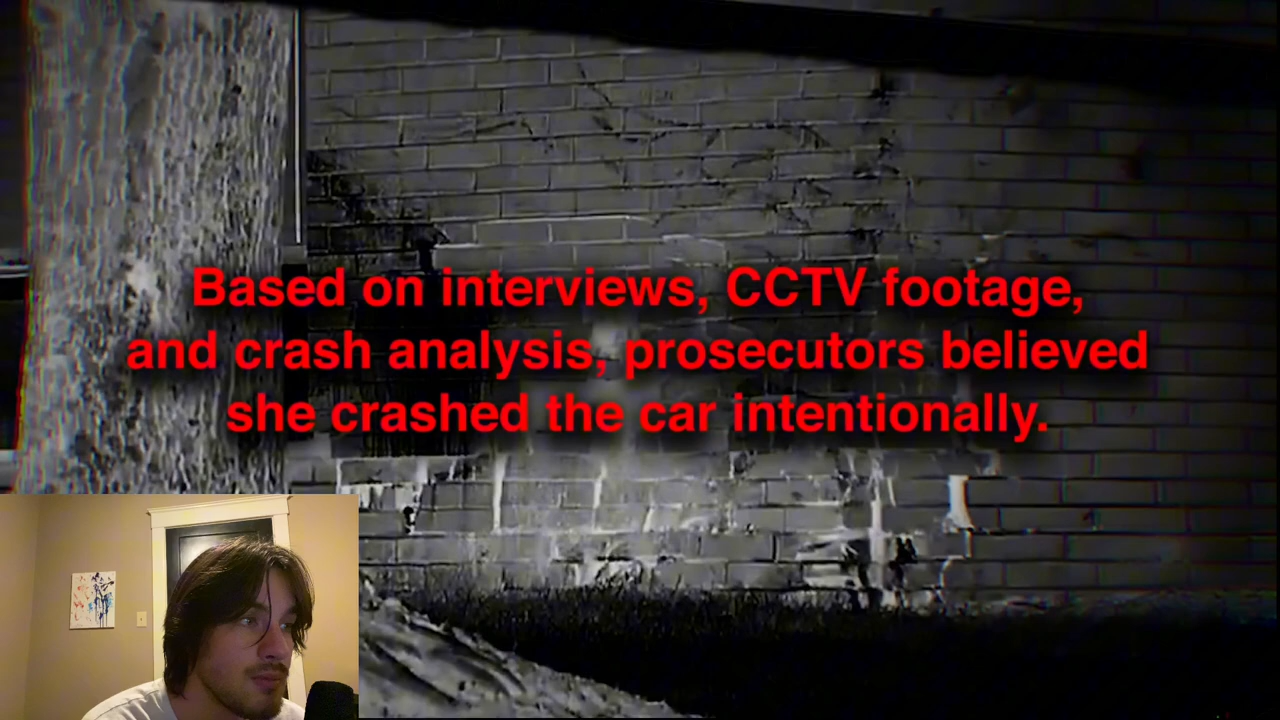 Based on interviews, CCTV footage,
and crash analysis, prosecutors believed
she crashed the car intentionally.